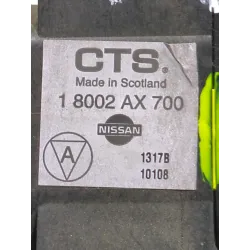 CTS®
Made in Scotland
1 8002 AX 700
NISSAN
A
1317B
10108